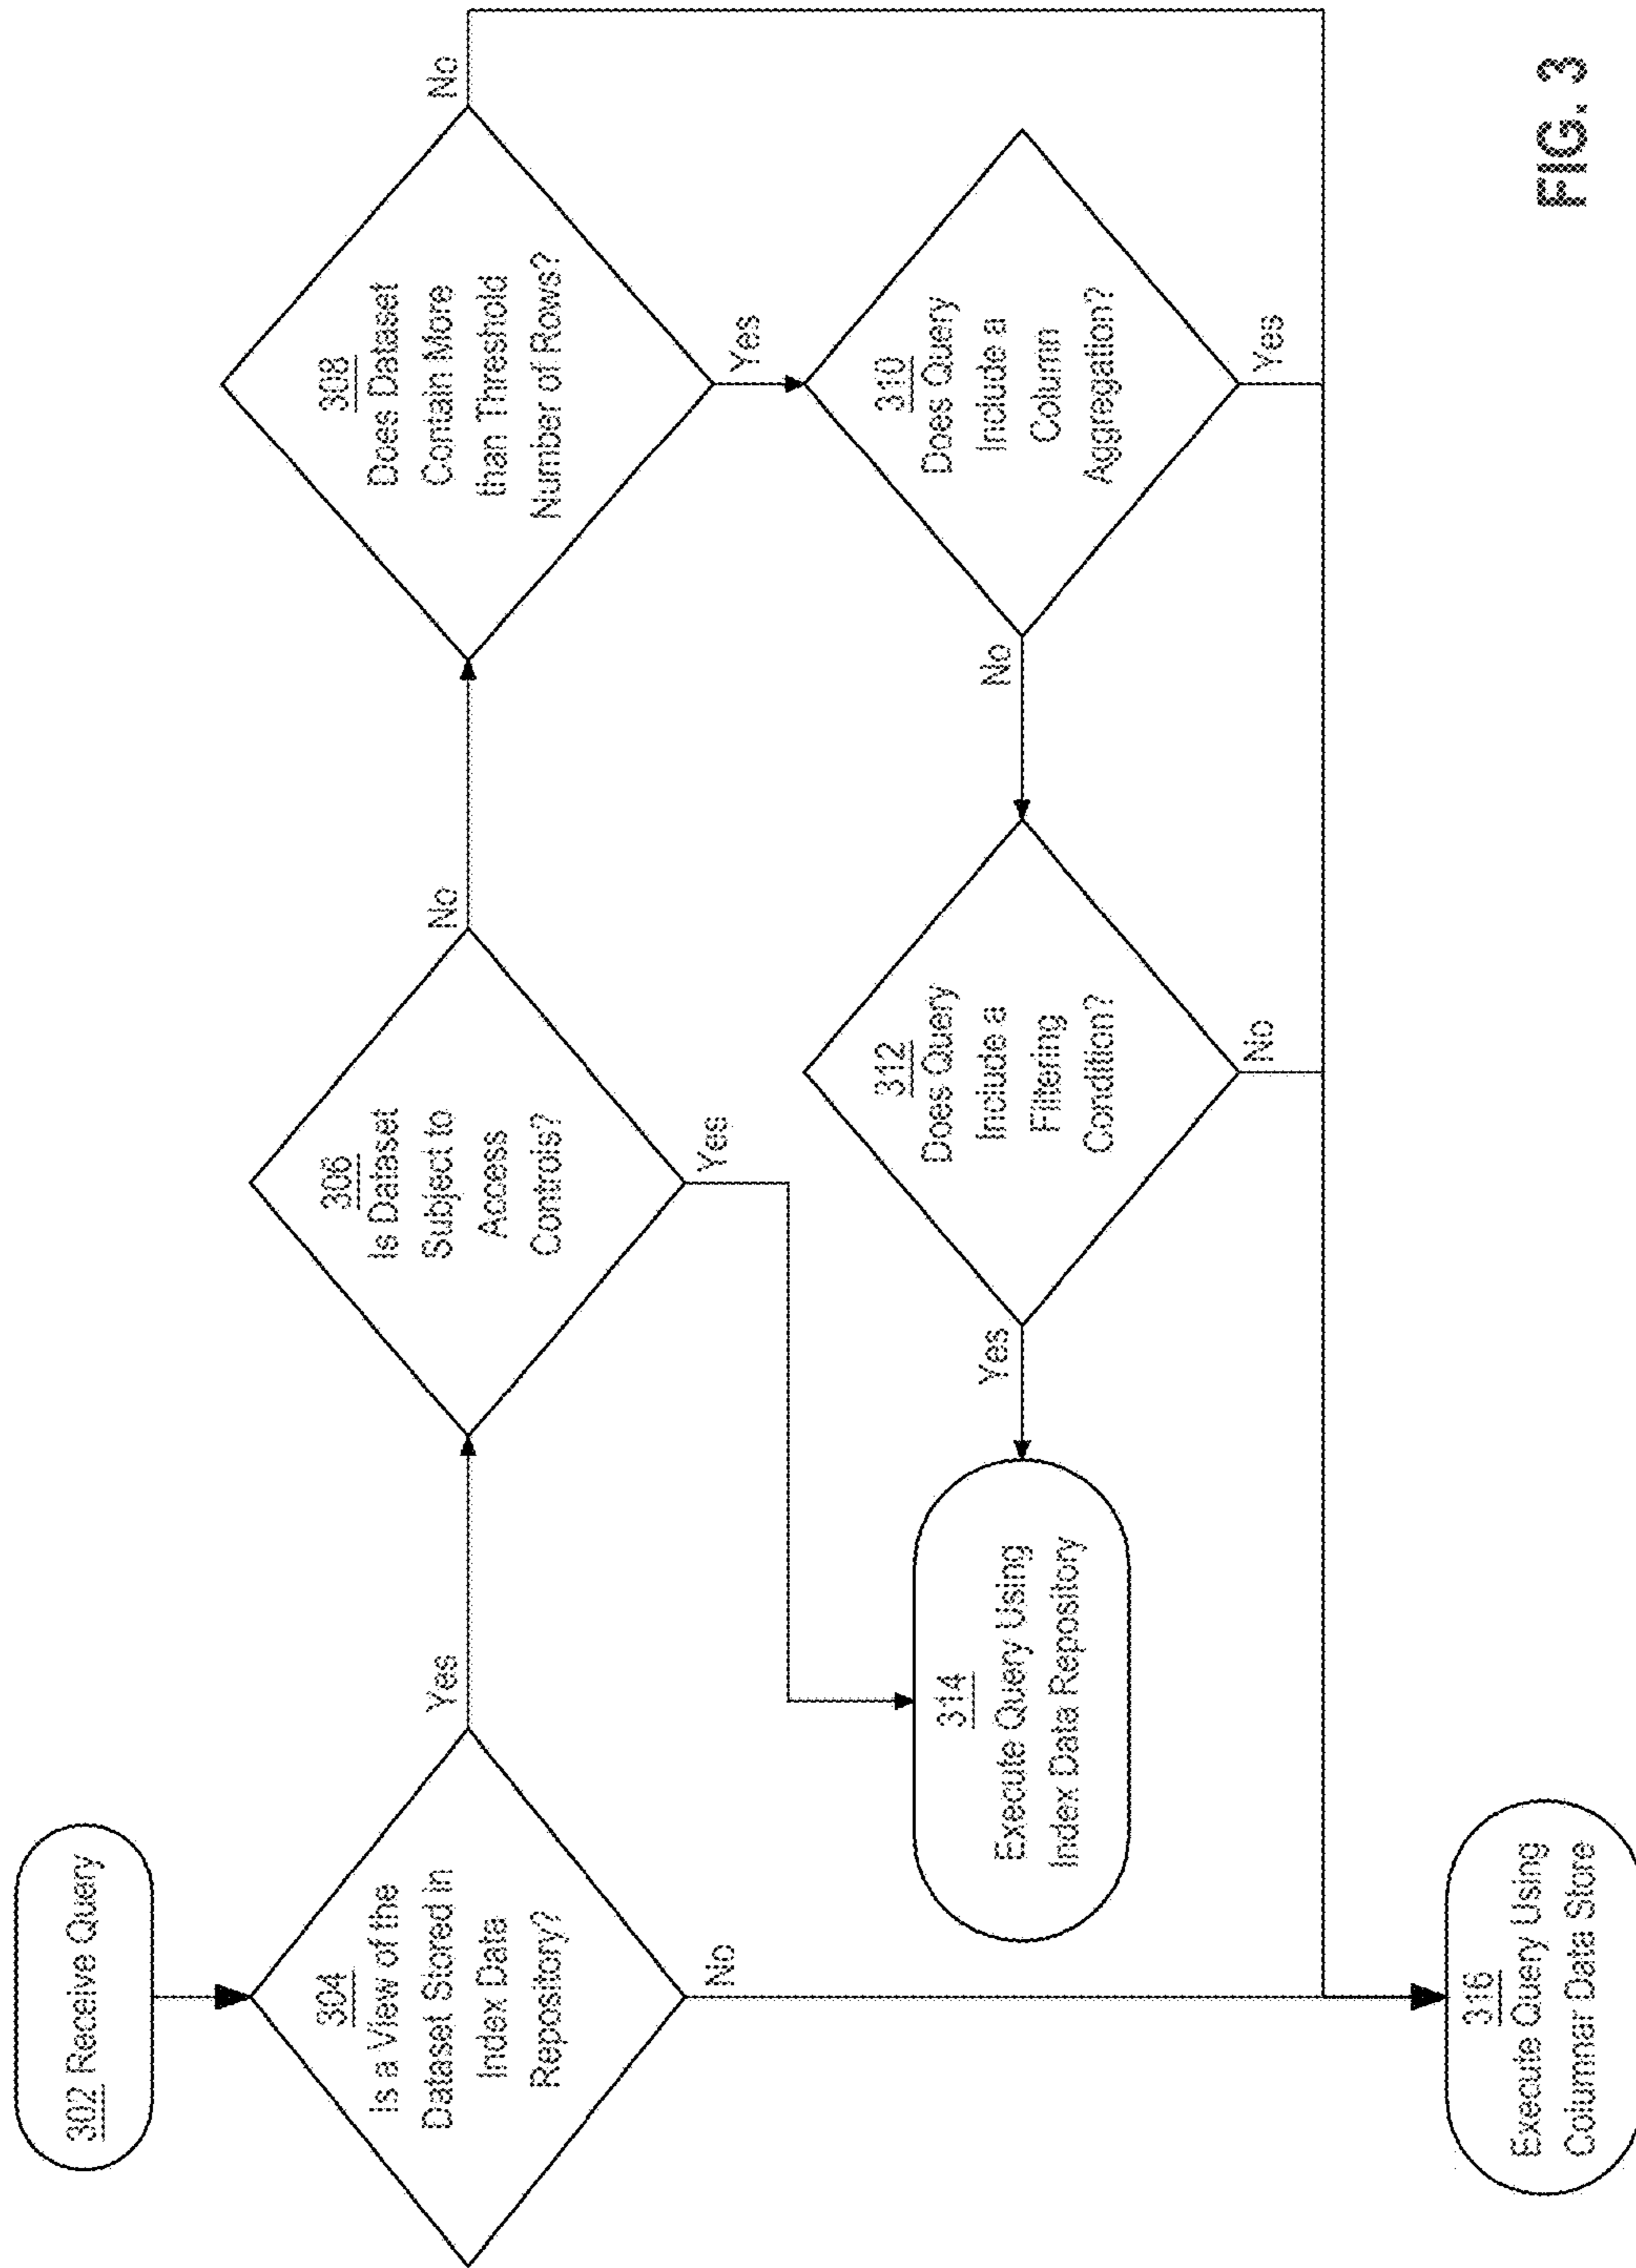 302 Receive Query
304
Is a View of the
Dataset Stored in
Index Data
Repository?
Yes
No
306
Is Dataset
Subject to
Access
Controls?
No
Yes
308
Does Dataset
Contain More
than Threshold
Number of Rows?
No
Yes
310
Does Query
Include a
Column
Aggregation?
No
Yes
312
Does Query
Include a
Filtering
Condition?
Yes
No
314
Execute Query Using
Index Data Repository
316
Execute Query Using
Columnar Data Store
FIG. 3